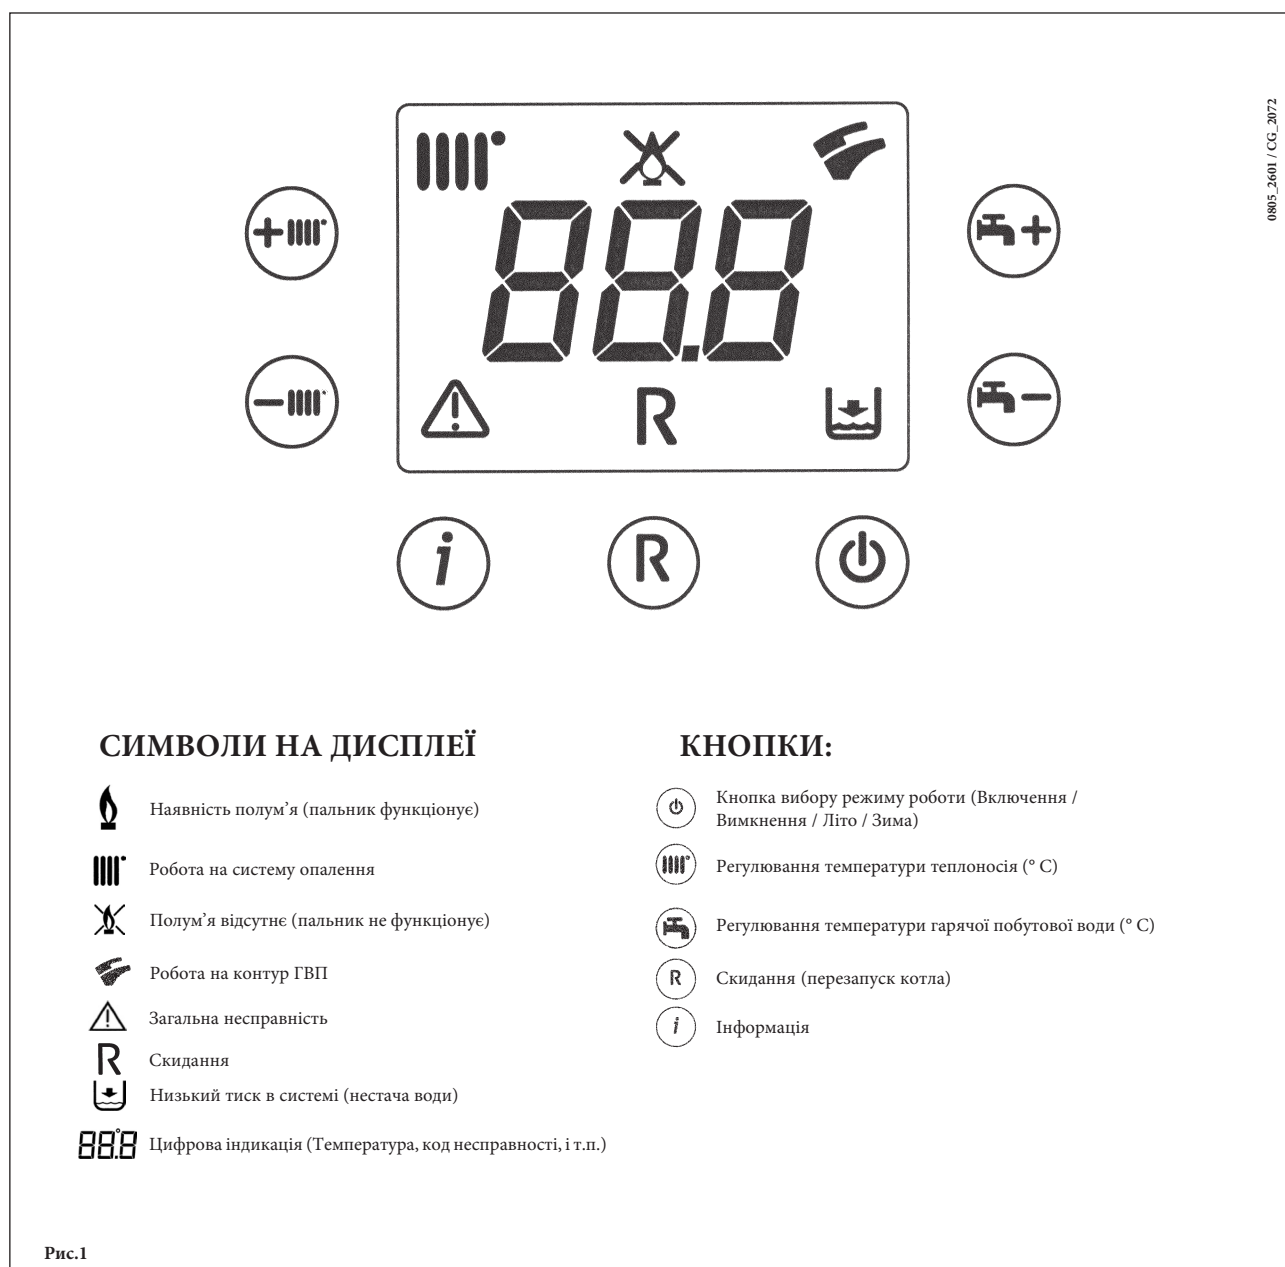 0805_2601 / CG_2072
88.8
R
i
R
СИМВОЛИ НА ДИСПЛЕЇ
Наявність полум’я (пальник функціонує)
Робота на систему опалення
Полум’я відсутнє (пальник не функціонує)
Робота на контур ГВП
Загальна несправність
R Скидання
Низький тиск в системі (нестача води)
88.8 Цифрова індикація (Температура, код несправності, і т.п.)
КНОПКИ:
Кнопка вибору режиму роботи (Включення /
Вимкнення / Літо / Зима)
Регулювання температури теплоносія (° С)
Регулювання температури гарячої побутової води (° С)
R Скидання (перезапуск котла)
i Інформація
Рис.1